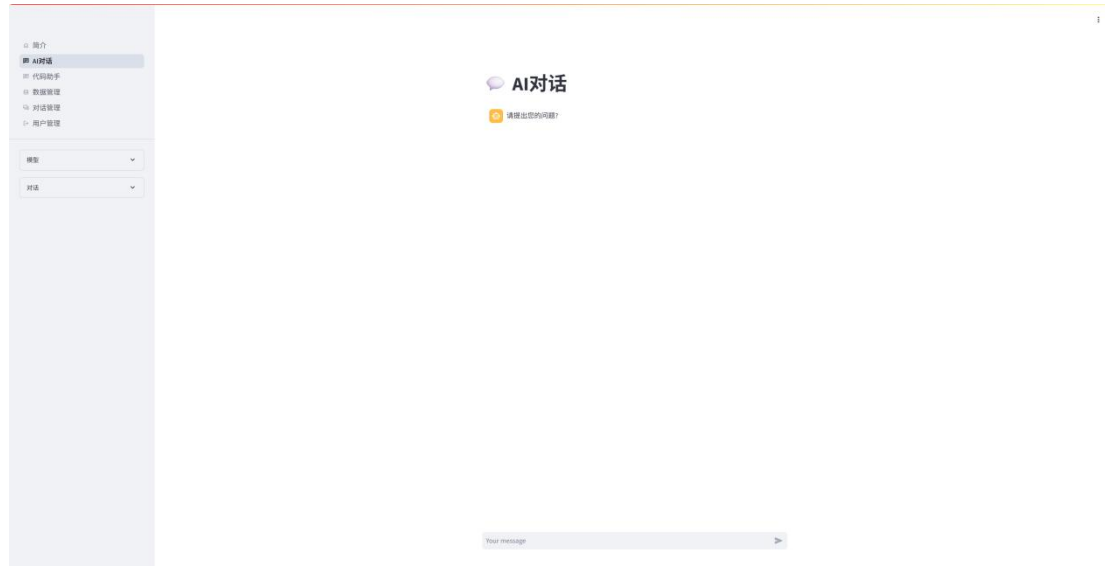 简介
AI对话
代码助手
数据管理
对话管理
用户管理
模型
对话
AI对话
请提出您的问题?
Your message